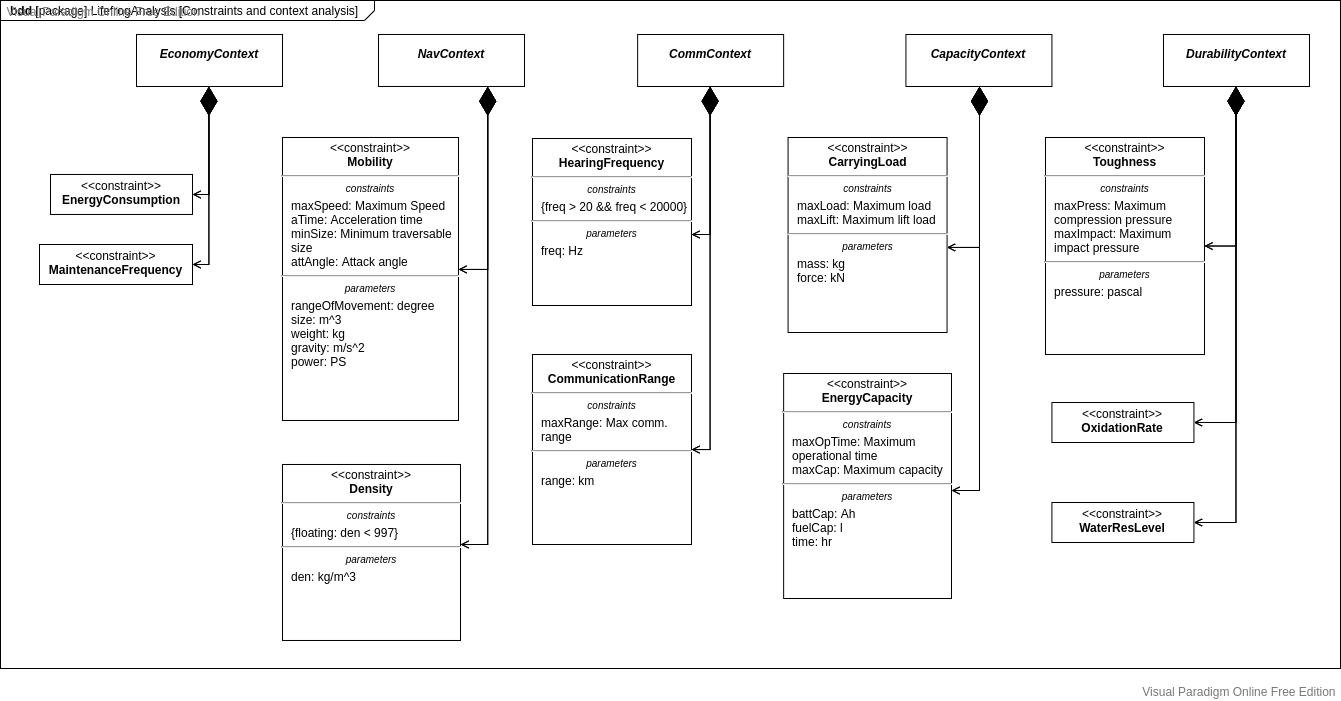 bdd [package] LifefrogAnalysis [Constraints and context analysis]
Visual Paradigm Online Free Edition
EconomyContext
NavContext
CommContext
CapacityContext
DurabilityContext
<<constraint>>
EnergyConsumption
<<constraint>>
MaintenanceFrequency
<<constraint>>
Mobility
constraints
maxSpeed: Maximum Speed
aTime: Acceleration time
minSize: Minimum traversable
size
attAngle: Attack angle
parameters
rangeOfMovement: degree
size: m^3
weight: kg
gravity: m/s^2
power: PS
<<constraint>>
Density
constraints
{floating: den < 997}
parameters
den: kg/m^3
<<constraint>>
HearingFrequency
constraints
{freq > 20 && freq < 20000}
parameters
freq: Hz
<<constraint>>
CommunicationRange
constraints
maxRange: Max comm.
range
parameters
range: km
<<constraint>>
CarryingLoad
constraints
maxLoad: Maximum load
maxLift: Maximum lift load
parameters
mass: kg
force: kN
<<constraint>>
EnergyCapacity
constraints
maxOpTime: Maximum
operational time
maxCap: Maximum capacity
parameters
battCap: Ah
fuelCap: l
time: hr
<<constraint>>
Toughness
constraints
maxPress: Maximum
compression pressure
maxImpact: Maximum
impact pressure
parameters
pressure: pascal
<<constraint>>
OxidationRate
<<constraint>>
WaterResLevel
Visual Paradigm Online Free Edition